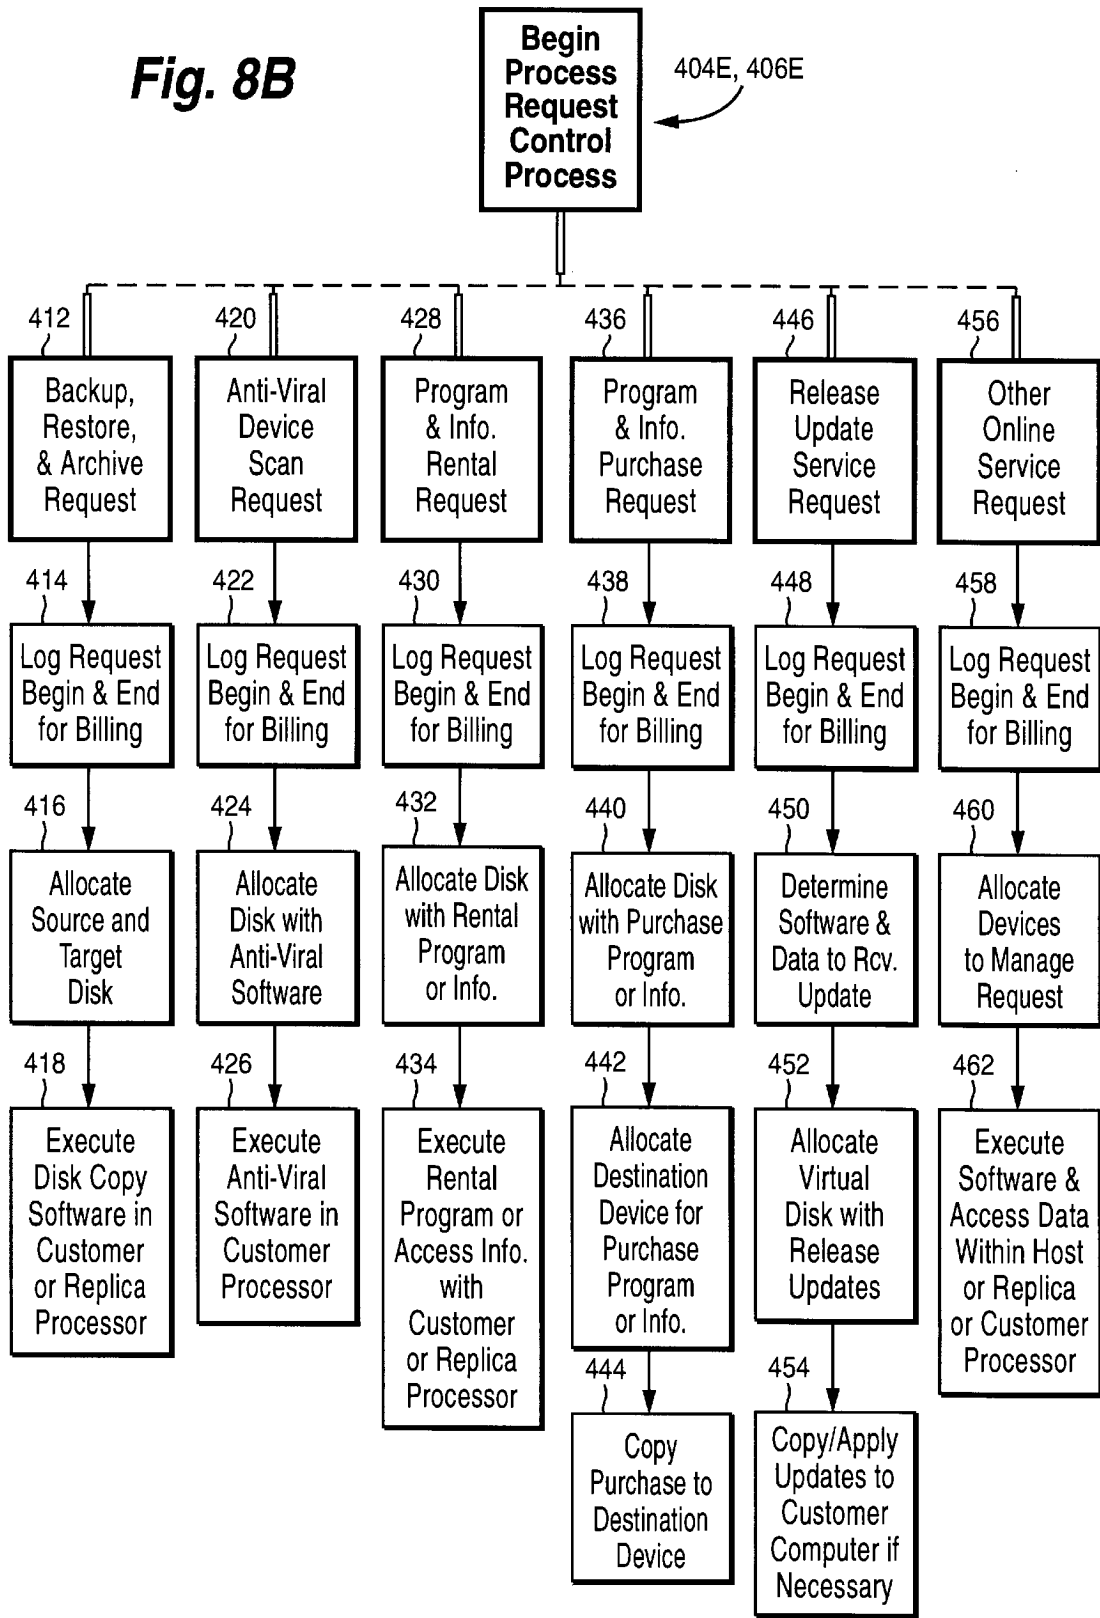 Fig. 8B
Begin
Process
Request
Control
Process
404E, 406E
412
Backup,
Restore,
& Archive
Request
414
Log Request
Begin & End
for Billing
416
Allocate
Source and
Target
Disk
418
Execute
Disk Copy
Software in
Customer
or Replica
Processor
420
Anti-Viral
Device
Scan
Request
422
Log Request
Begin & End
for Billing
424
Allocate
Disk with
Anti-Viral
Software
426
Execute
Anti-Viral
Software in
Customer
Processor
428
Program
& Info.
Rental
Request
430
Log Request
Begin & End
for Billing
432
Allocate Disk
with Rental
Program
or Info.
434
Execute
Rental
Program or
Access Info.
with
Customer
or Replica
Processor
436
Program
& Info.
Purchase
Request
438
Log Request
Begin & End
for Billing
440
Allocate Disk
with Purchase
Program
or Info.
442
Allocate
Destination
Device for
Purchase
Program
or Info.
444
Copy
Purchase to
Destination
Device
446
Release
Update
Service
Request
448
Log Request
Begin & End
for Billing
450
Determine
Software &
Data to Rcv.
Update
452
Allocate
Virtual
Disk with
Release
Updates
454
Copy/Apply
Updates to
Customer
Computer if
Necessary
456
Other
Online
Service
Request
458
Log Request
Begin & End
for Billing
460
Allocate
Devices
to Manage
Request
462
Execute
Software &
Access Data
Within Host
or Replica
or Customer
Processor